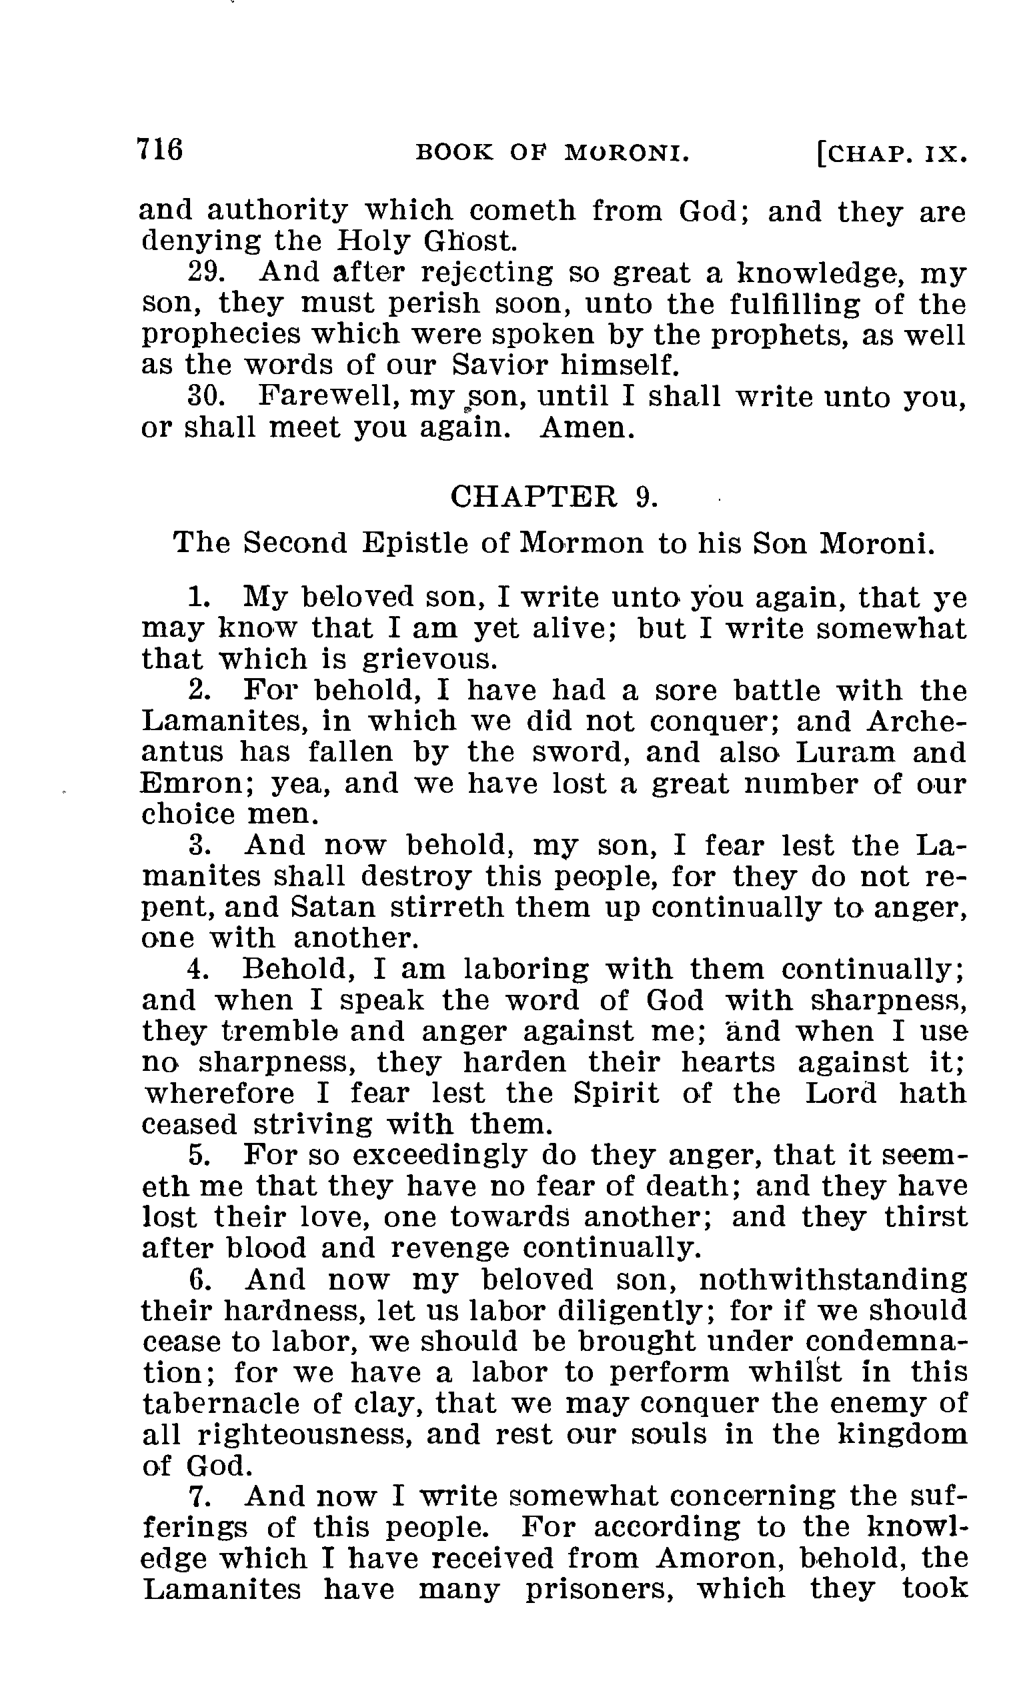 716 BOOK OF MORONI. [CHAP. IX.
and authority which cometh from God; and they are
denying the Holy Ghost.
29. And after rejecting so great a knowledge, my
son, they must perish soon, unto the fulfilling of the
prophecies which were spoken by the prophets, as well
as the words of our Savior himself.
30. Farewell, my son, until I shall write unto you,
or shall meet you again. Amen.
CHAPTER 9.
The Second Epistle of Mormon to his Son Moroni.
1. My beloved son, I write unto you again, that ye
may know that I am yet alive; but I write somewhat
that which is grievous.
2. For behold, I have had a sore battle with the
Lamanites, in which we did not conquer; and Arche-
antus has fallen by the sword, and also Luram and
Emron; yea, and we have lost a great number of our
choice men.
3. And now behold, my son, I fear lest the La-
manites shall destroy this people, for they do not re-
pent, and Satan stirreth them up continually to anger,
one with another.
4. Behold, I am laboring with them continually;
and when I speak the word of God with sharpness,
they tremble and anger against me; and when I use
no sharpness, they harden their hearts against it;
wherefore I fear lest the Spirit of the Lord hath
ceased striving with them.
5. For so exceedingly do they anger, that it seem-
eth me that they have no fear of death; and they have
lost their love, one towards another; and they thirst
after blood and revenge continually.
6. And now my beloved son, nothwithstanding
their hardness, let us labor diligently; for if we should
cease to labor, we should be brought under condemna-
tion; for we have a labor to perform whilst in this
tabernacle of clay, that we may conquer the enemy of
all righteousness, and rest our souls in the kingdom
of God.
7. And now I write somewhat concerning the suf-
ferings of this people. For according to the knowl-
edge which I have received from Amoron, behold, the
Lamanites have many prisoners, which they took